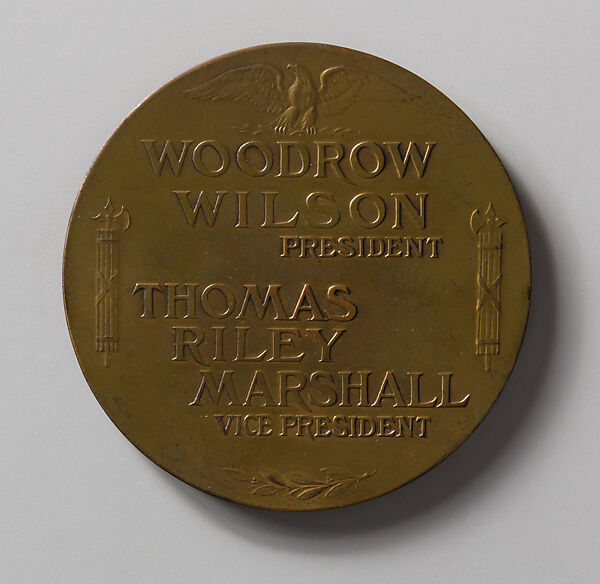 WOODROW
WILSON
PRESIDENT
THOMAS
RILEY
MARSHALL
VICE PRESIDENT